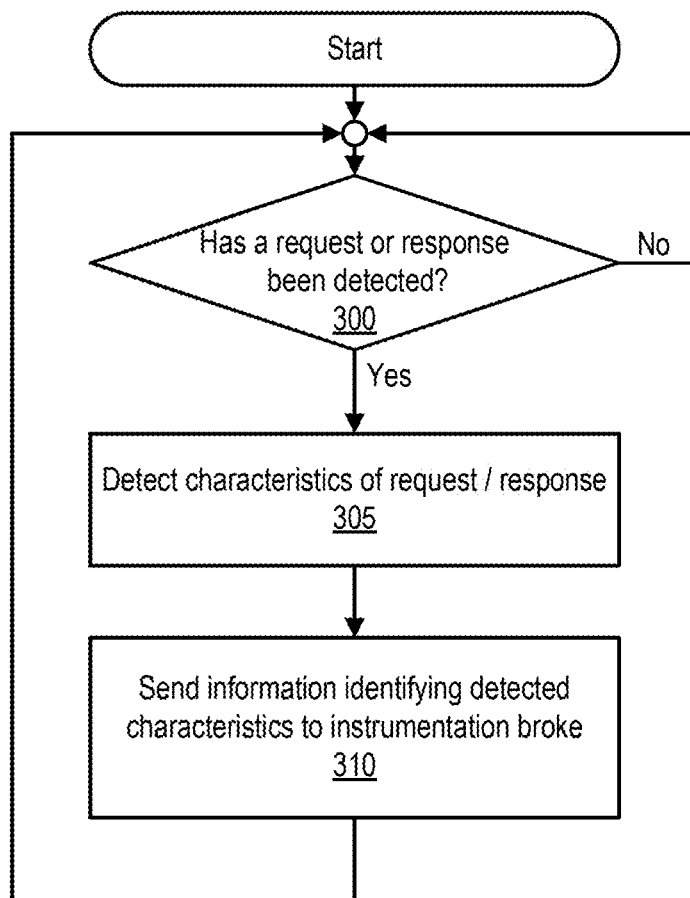 Start
Has a request or response
No
been detected?
300
Yes
Detect characteristics of request / response
305
Send information identifying detected
characteristics to instrumentation broke
310